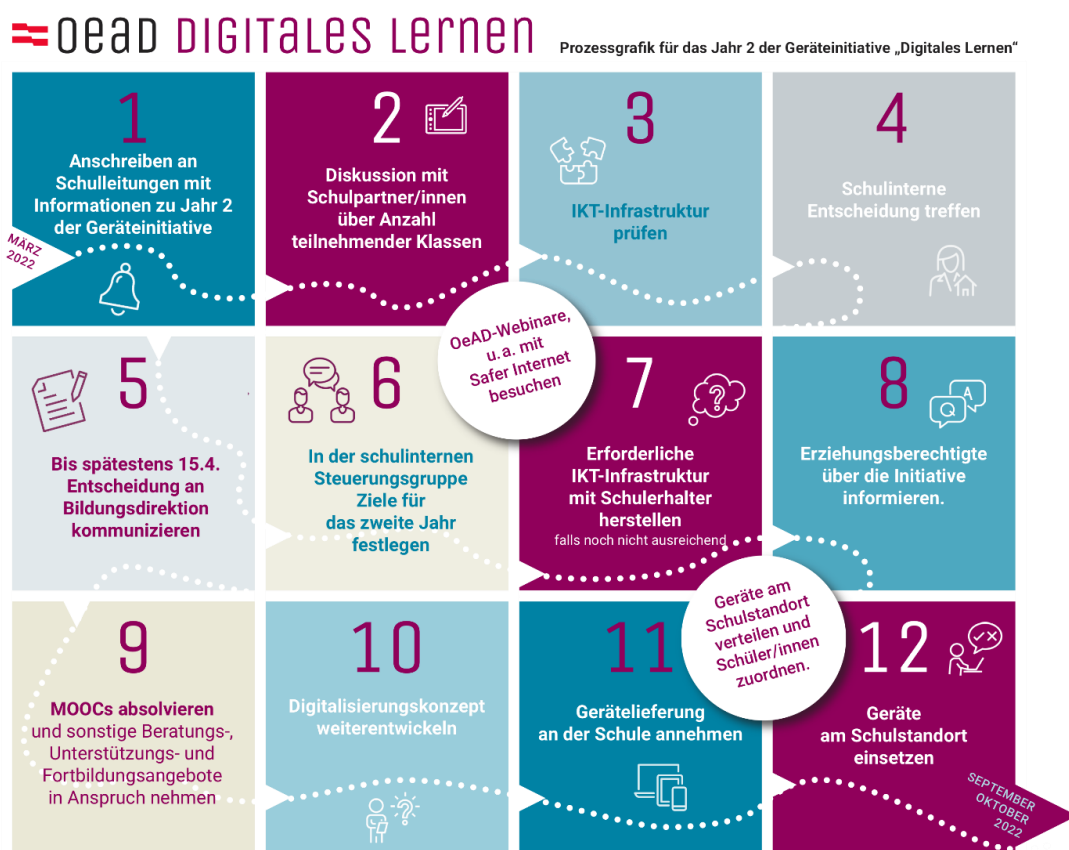 OeAD DIGITALES LERNEN
Prozessgrafik für das Jahr 2 der Geräteinitiative „Digitales Lernen“
1
Anschreiben an
Schulleitungen mit
Informationen zu Jahr 2
der Geräteinitiative
MÄRZ
2022
2
Diskussion mit
Schulpartner/innen
über Anzahl
teilnehmender Klassen
3
IKT-Infrastruktur
prüfen
4
Schulinterne
Entscheidung treffen
OeAD-Webinare,
u. a. mit
Safer Internet
besuchen
5
Bis spätestens 15.4.
Entscheidung an
Bildungsdirektion
kommunizieren
6
In der schulinternen
Steuerungsgruppe
Ziele für
das zweite Jahr
festlegen
7
?
Erforderliche
IKT-Infrastruktur
mit Schulerhalter
herstellen
falls noch nicht ausreichend
8
A
Q
Erziehungsberechtigte
über die Initiative
informieren.
Geräte am
Schulstandort
verteilen und
Schüler/innen
zuordnen.
9
MOOCs absolvieren
und sonstige Beratungs-,
Unterstützungs- und
Fortbildungsangebote
in Anspruch nehmen
10
Digitalisierungskonzept
weiterentwickeln
?
11
Gerätelieferung
an der Schule annehmen
12
Geräte
am Schulstandort
einsetzen
SEPTEMBER
OKTOBER
2022